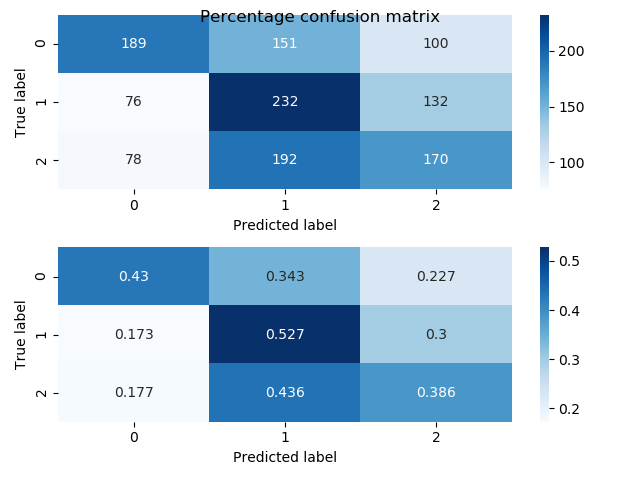 Percentage confusion matrix
True label
0 189 151 100
1 76 232 132
2 78 192 170
0 1 2
Predicted label
200
150
100
True label
0 0.43 0.343 0.227
1 0.173 0.527 0.3
2 0.177 0.436 0.386
0 1 2
Predicted label
0.5
0.4
0.3
0.2